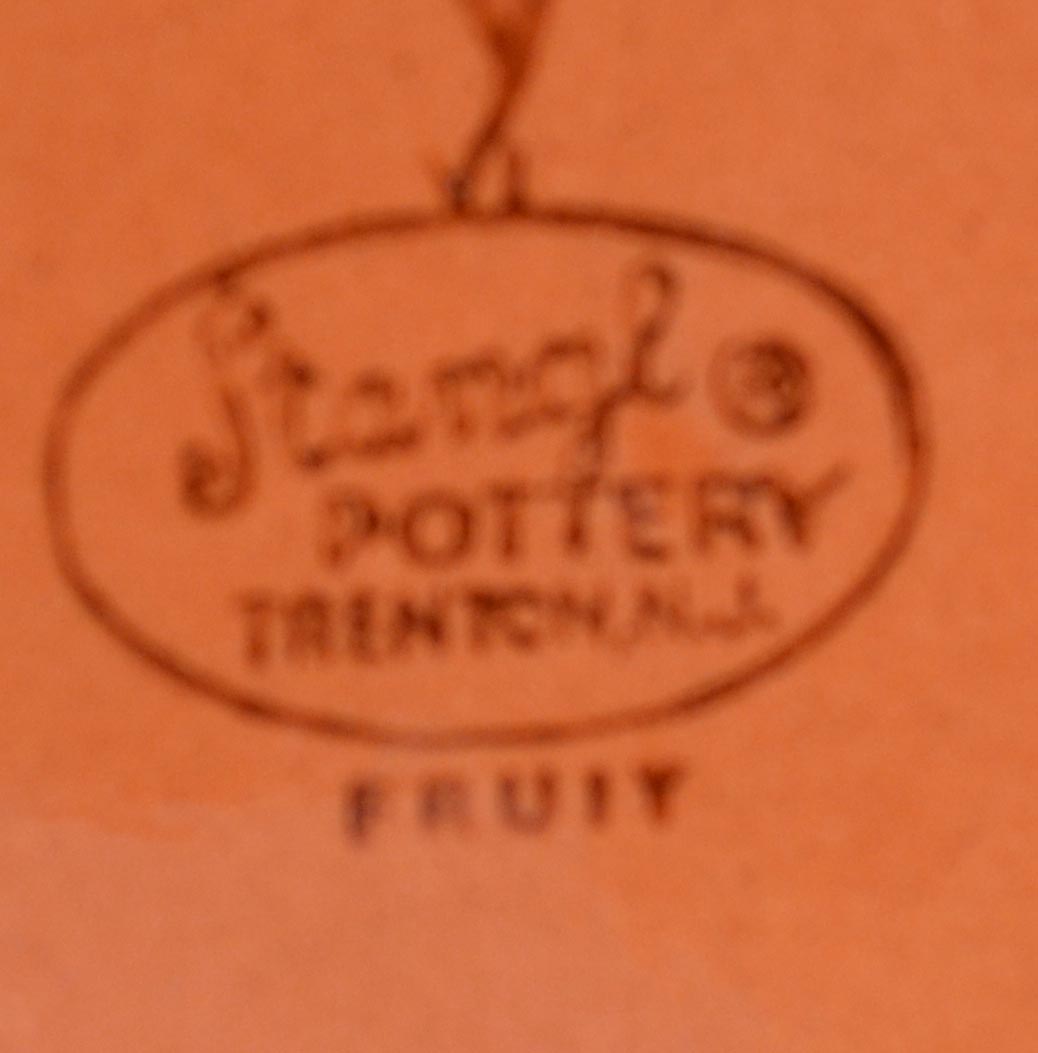 Stangl ®
POTTERY
TRENTON, N.J.
FRUIT